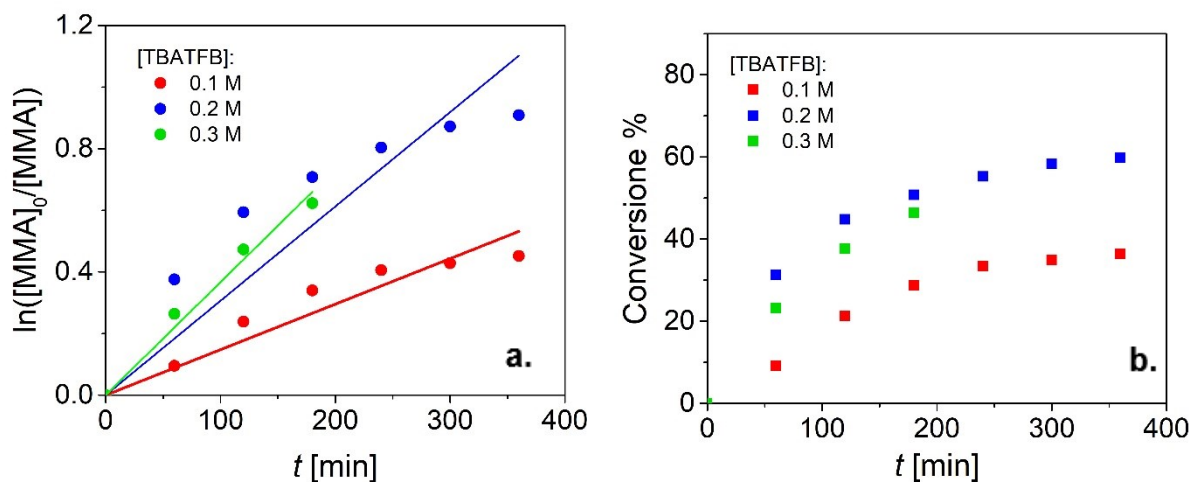 1.2
0.8
0.4
0.0
ln([MMA]₀/[MMA])
[TBATFB]:
0.1 M
0.2 M
0.3 M
a.
0 100 200 300 400
t [min]
80
60
40
20
0
Conversione %
[TBATFB]:
0.1 M
0.2 M
0.3 M
b.
0 100 200 300 400
t [min]